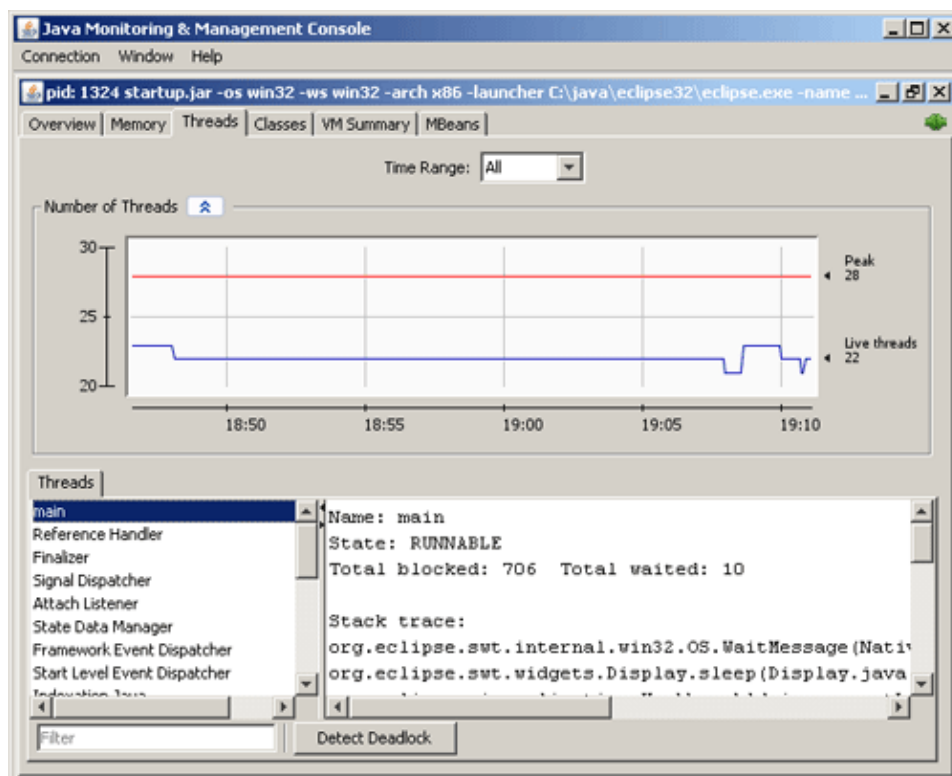 Java Monitoring & Management Console
Connection Window Help
pid: 1324 startup.jar -os win32 -ws win32 -arch x86 -launcher C:\java\eclipse32\eclipse.exe -name ...
Overview Memory Threads Classes VM Summary MBeans
Time Range: All
Number of Threads
30
25
20
Peak
28
Live threads
22
18:50 18:55 19:00 19:05 19:10
Threads
main
Reference Handler
Finalizer
Signal Dispatcher
Attach Listener
State Data Manager
Framework Event Dispatcher
Start Level Event Dispatcher
Name: main
State: RUNNABLE
Total blocked: 706 Total waited: 10
Stack trace:
org.eclipse.swt.internal.win32.OS.WaitMessage(Nativ
org.eclipse.swt.widgets.Display.sleep(Display.java
Filter
Detect Deadlock